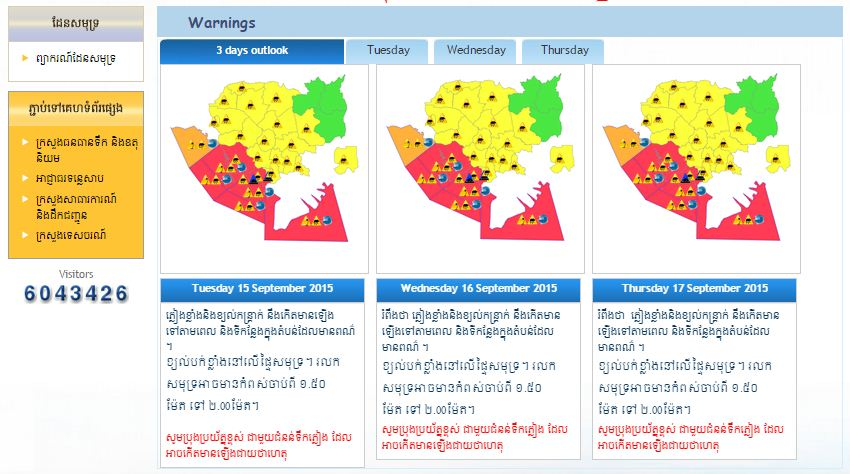 ដែនសមុទ្រ
ព្យាករណ៍ដែនសមុទ្រ
ភ្ជាប់ទៅគេហទំព័រផ្សេង
ក្រសួងធនធានទឹក និងឧតុ
និយម
អាជ្ញាធរទន្លេសាប
ក្រសួងសាធារការណ៍
និងដឹកជញ្ជូន
ក្រសួងទេសចរណ៍
Visitors
6043426
Warnings
3 days outlook
Tuesday
Wednesday
Thursday
Tuesday 15 September 2015
ភ្លៀងខ្លាំងនិងខ្យល់កន្ត្រាក់ នឹងកើតមានឡើង
ទៅតាមពេល និងទីកន្លែងក្នុងតំបន់ដែលមានពណ៌
។
ខ្យល់បក់ខ្លាំងនៅលើផ្ទៃសមុទ្រ។ រលក
សមុទ្រអាចមានកំពស់ចាប់ពី ១.៥០
ម៉ែត ទៅ ២.00ម៉ែត។
សូមប្រុងប្រយ័ត្នខ្ពស់ ជាមួយជំនន់ទឹកភ្លៀង ដែល
អាចកើតមានឡើងជាយថាហេតុ
Wednesday 16 September 2015
រំពឹងថា ភ្លៀងខ្លាំងនិងខ្យល់កន្ត្រាក់ នឹងកើតមាន
ឡើងទៅតាមពេល និងទីកន្លែងក្នុងតំបន់ដែល
មានពណ៌ ។
ខ្យល់បក់ខ្លាំងនៅលើផ្ទៃសមុទ្រ។ រលក
សមុទ្រអាចមានកំពស់ចាប់ពី ១.៥០
ម៉ែត ទៅ ២.00ម៉ែត។
សូមប្រុងប្រយ័ត្នខ្ពស់ ជាមួយជំនន់ទឹកភ្លៀង ដែល
អាចកើតមានឡើងជាយថាហេតុ
Thursday 17 September 2015
រំពឹងថា ភ្លៀងខ្លាំងនិងខ្យល់កន្ត្រាក់ នឹងកើតមាន
ឡើងទៅតាមពេល និងទីកន្លែងក្នុងតំបន់ដែល
មានពណ៌ ។
ខ្យល់បក់ខ្លាំងនៅលើផ្ទៃសមុទ្រ។ រលក
សមុទ្រអាចមានកំពស់ចាប់ពី ១.៥០
ម៉ែត ទៅ ២.00ម៉ែត។
សូមប្រុងប្រយ័ត្នខ្ពស់ ជាមួយជំនន់ទឹកភ្លៀង ដែល
អាចកើតមានឡើងជាយថាហេតុ